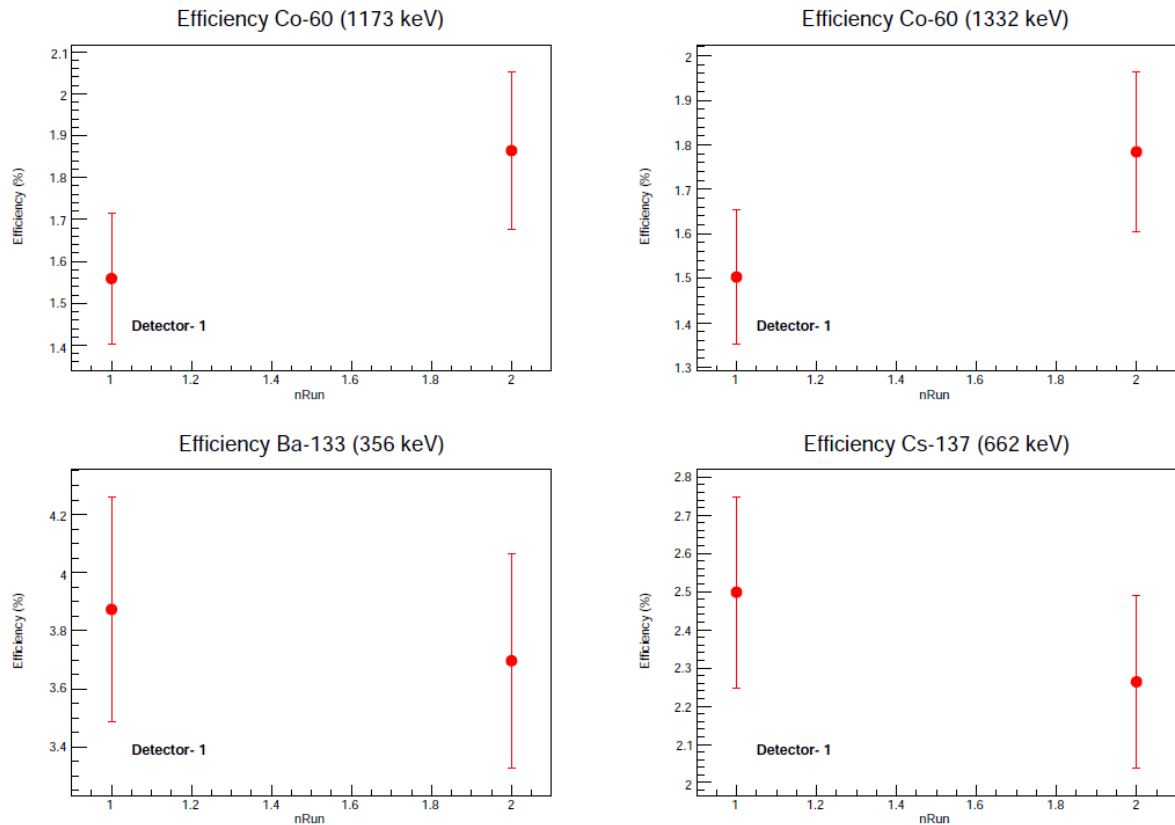 Efficiency Co-60 (1173 keV)
Efficiency (%)
2.1
2
1.9
1.8
1.7
1.6
1.5
1.4
Detector- 1
1 1.2 1.4 1.6 1.8 2
nRun
Efficiency Co-60 (1332 keV)
Efficiency (%)
2
1.9
1.8
1.7
1.6
1.5
1.4
1.3
Detector- 1
1 1.2 1.4 1.6 1.8 2
nRun
Efficiency Ba-133 (356 keV)
Efficiency (%)
4.2
4
3.8
3.6
3.4
Detector- 1
1 1.2 1.4 1.6 1.8 2
nRun
Efficiency Cs-137 (662 keV)
Efficiency (%)
2.8
2.7
2.6
2.5
2.4
2.3
2.2
2.1
2
Detector- 1
1 1.2 1.4 1.6 1.8 2
nRun